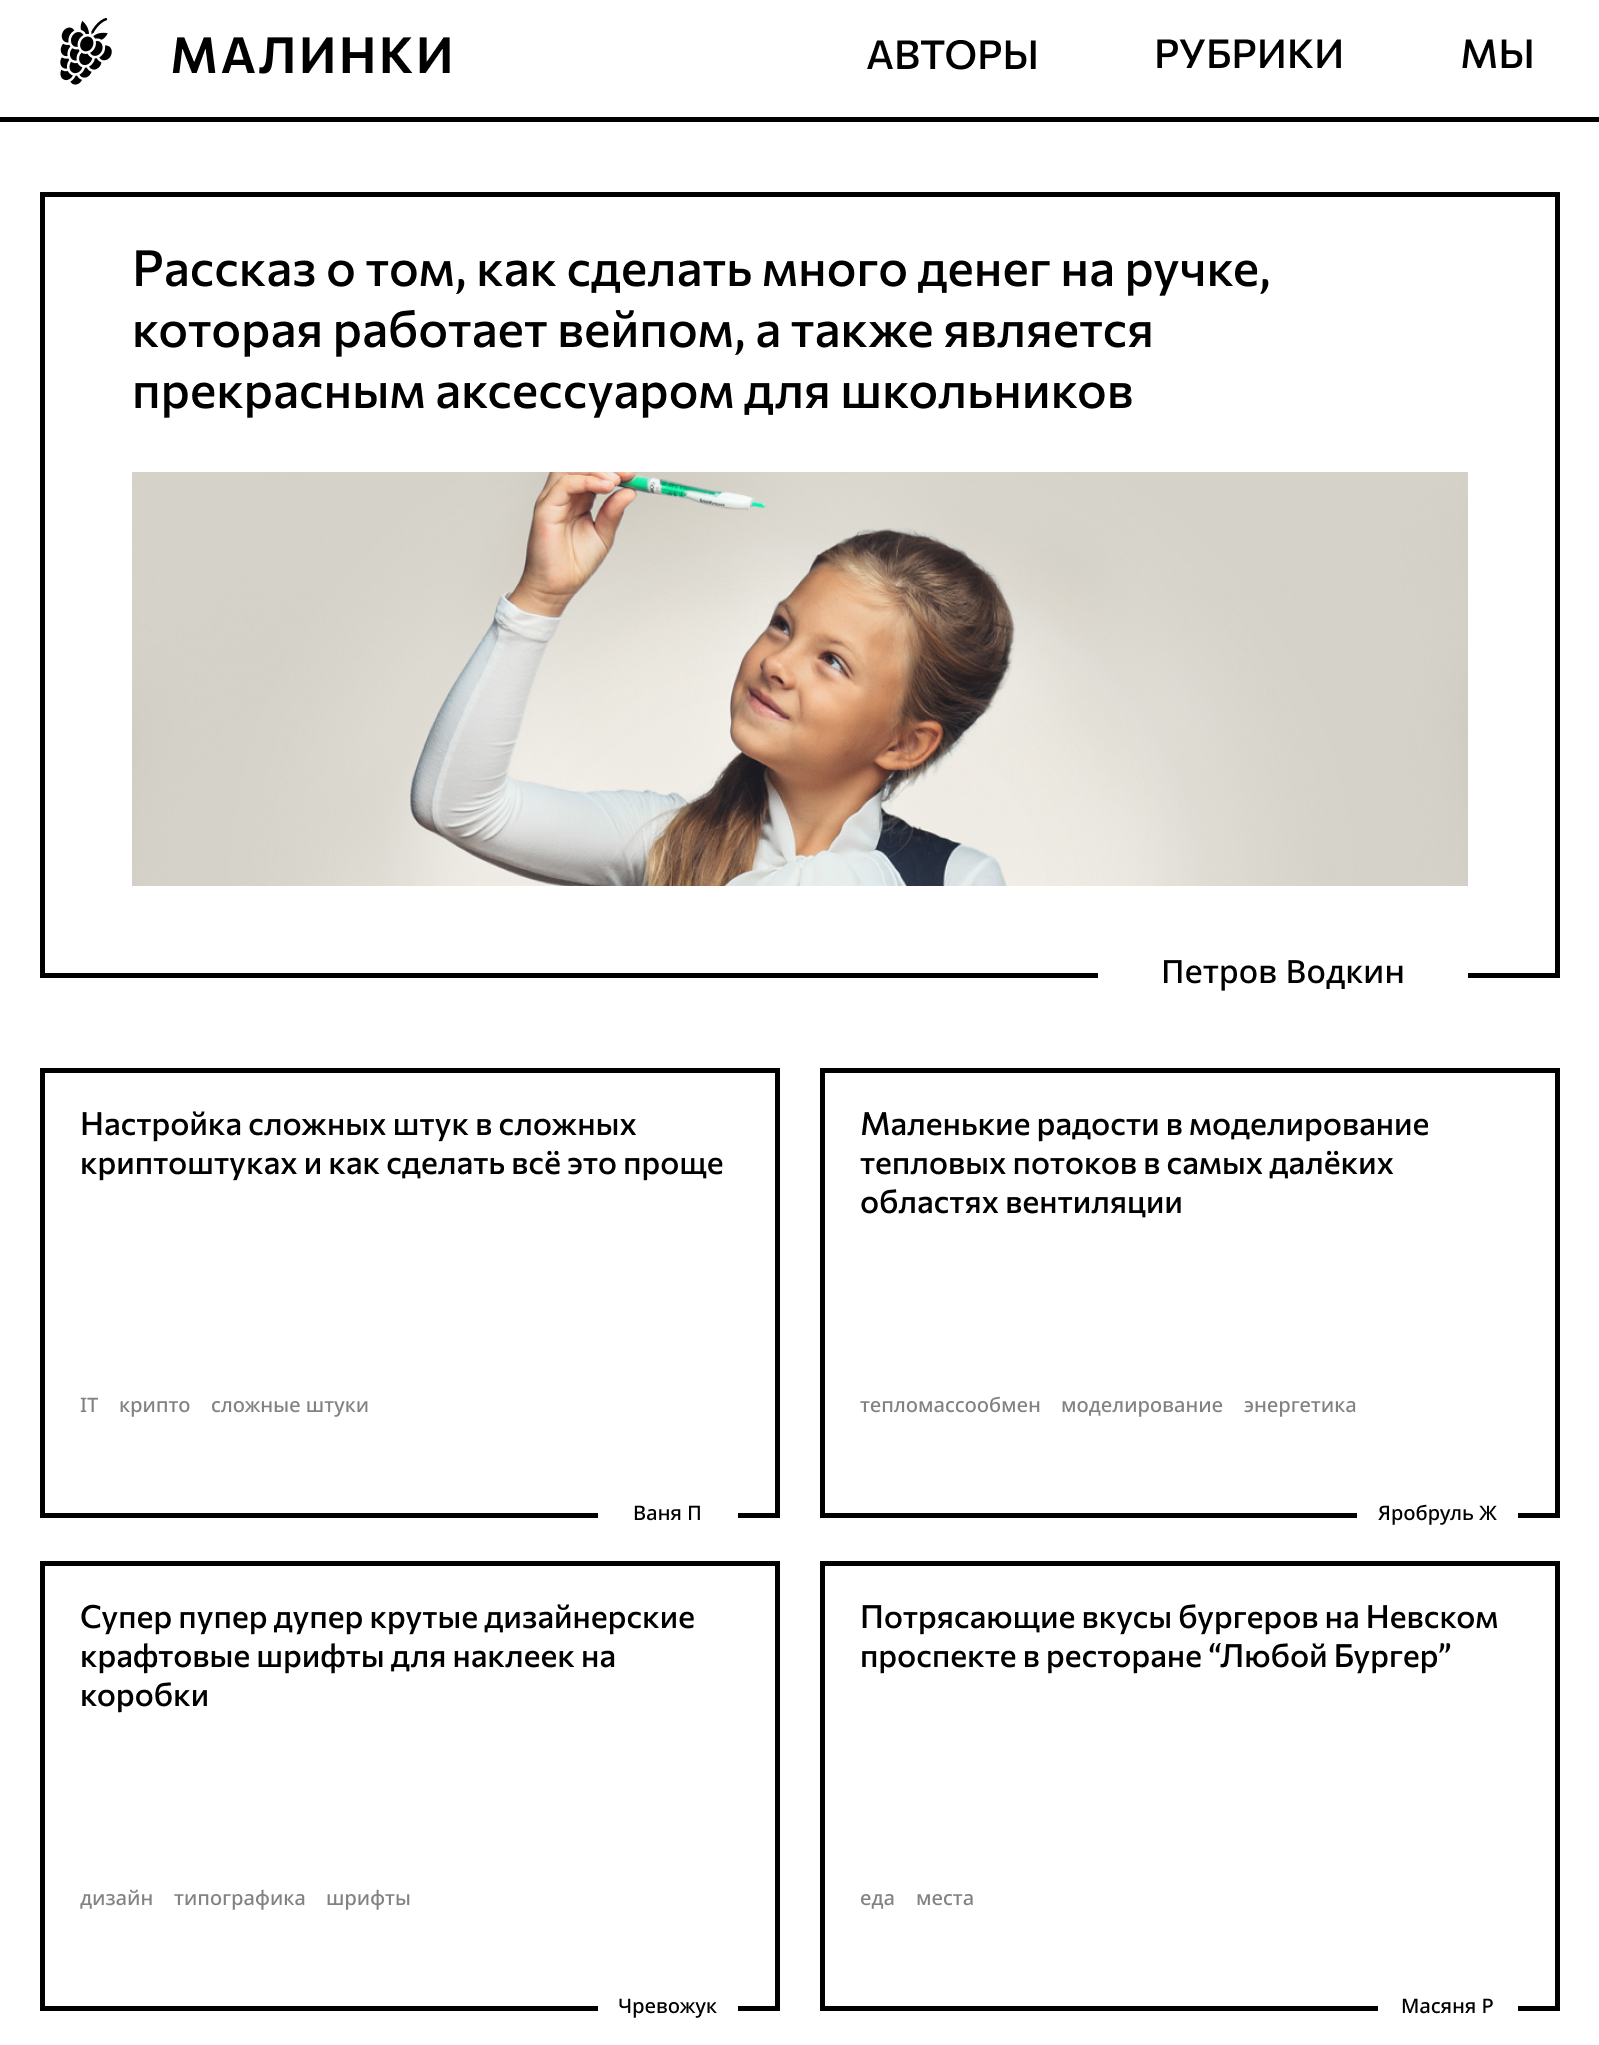 МАЛИНКИ
АВТОРЫ
РУБРИКИ
МЫ
Рассказ о том, как сделать много денег на ручке,
которая работает вейпом, а также является
прекрасным аксессуаром для школьников
Петров Водкин
Настройка сложных штук в сложных
криптоштуках и как сделать всё это проще
IT крипто сложные штуки
Ваня П
Маленькие радости в моделирование
тепловых потоков в самых далёких
областях вентиляции
тепломассообмен моделирование энергетика
Яробруль Ж
Супер пупер дупер крутые дизайнерские
крафтовые шрифты для наклеек на
коробки
дизайн типографика шрифты
Чревожук
Потрясающие вкусы бургеров на Невском
проспекте в ресторане “Любой Бургер”
еда места
Масяня Р